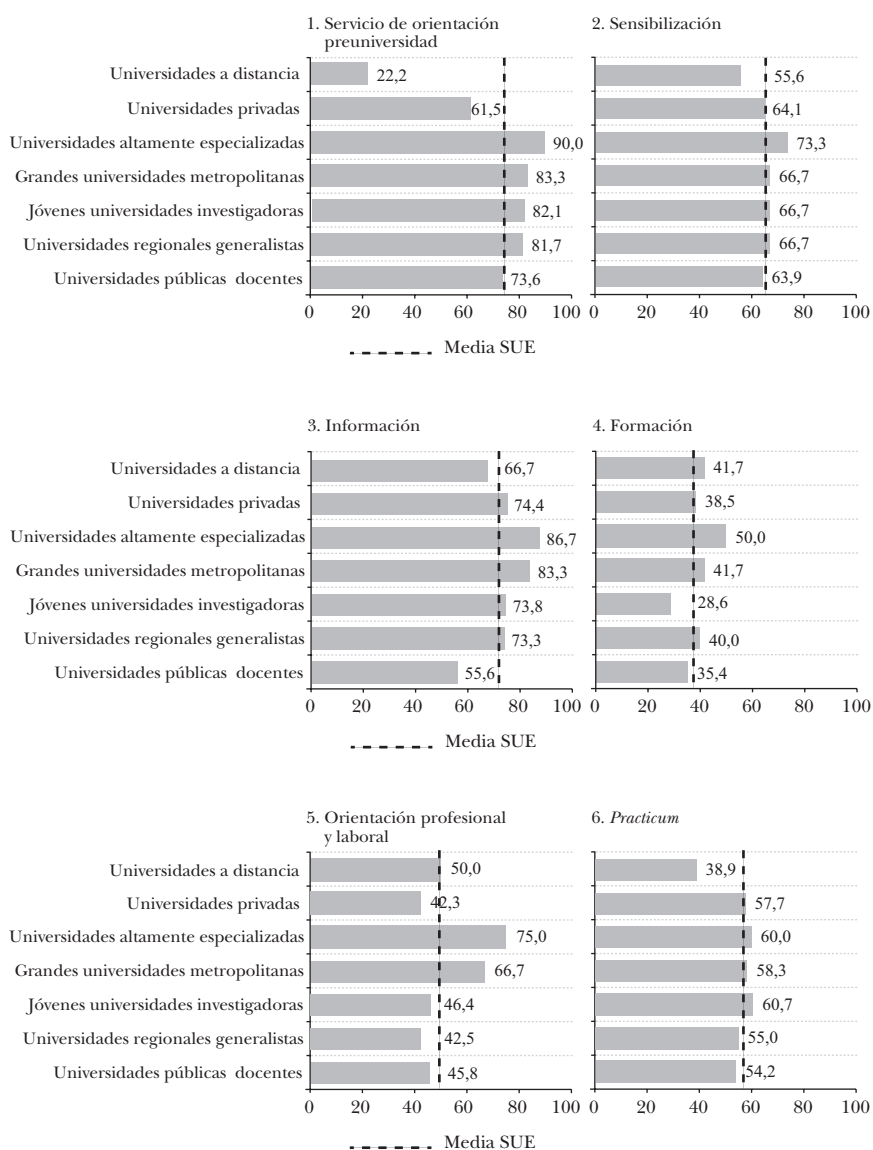 1. Servicio de orientación
preuniversidad
Universidades a distancia 22,2
Universidades privadas 61,5
Universidades altamente especializadas 90,0
Grandes universidades metropolitanas 83,3
Jóvenes universidades investigadoras 82,1
Universidades regionales generalistas 81,7
Universidades públicas docentes 73,6
0 20 40 60 80 100
2. Sensibilización
55,6
64,1
73,3
66,7
66,7
66,7
63,9
0 20 40 60 80 100
Media SUE
3. Información
Universidades a distancia 66,7
Universidades privadas 74,4
Universidades altamente especializadas 86,7
Grandes universidades metropolitanas 83,3
Jóvenes universidades investigadoras 73,8
Universidades regionales generalistas 73,3
Universidades públicas docentes 55,6
0 20 40 60 80 100
4. Formación
41,7
38,5
50,0
41,7
28,6
40,0
35,4
0 20 40 60 80 100
Media SUE
5. Orientación profesional
y laboral
Universidades a distancia 50,0
Universidades privadas 42,3
Universidades altamente especializadas 75,0
Grandes universidades metropolitanas 66,7
Jóvenes universidades investigadoras 46,4
Universidades regionales generalistas 42,5
Universidades públicas docentes 45,8
0 20 40 60 80 100
6. Practicum
38,9
57,7
60,0
58,3
60,7
55,0
54,2
0 20 40 60 80 100
Media SUE